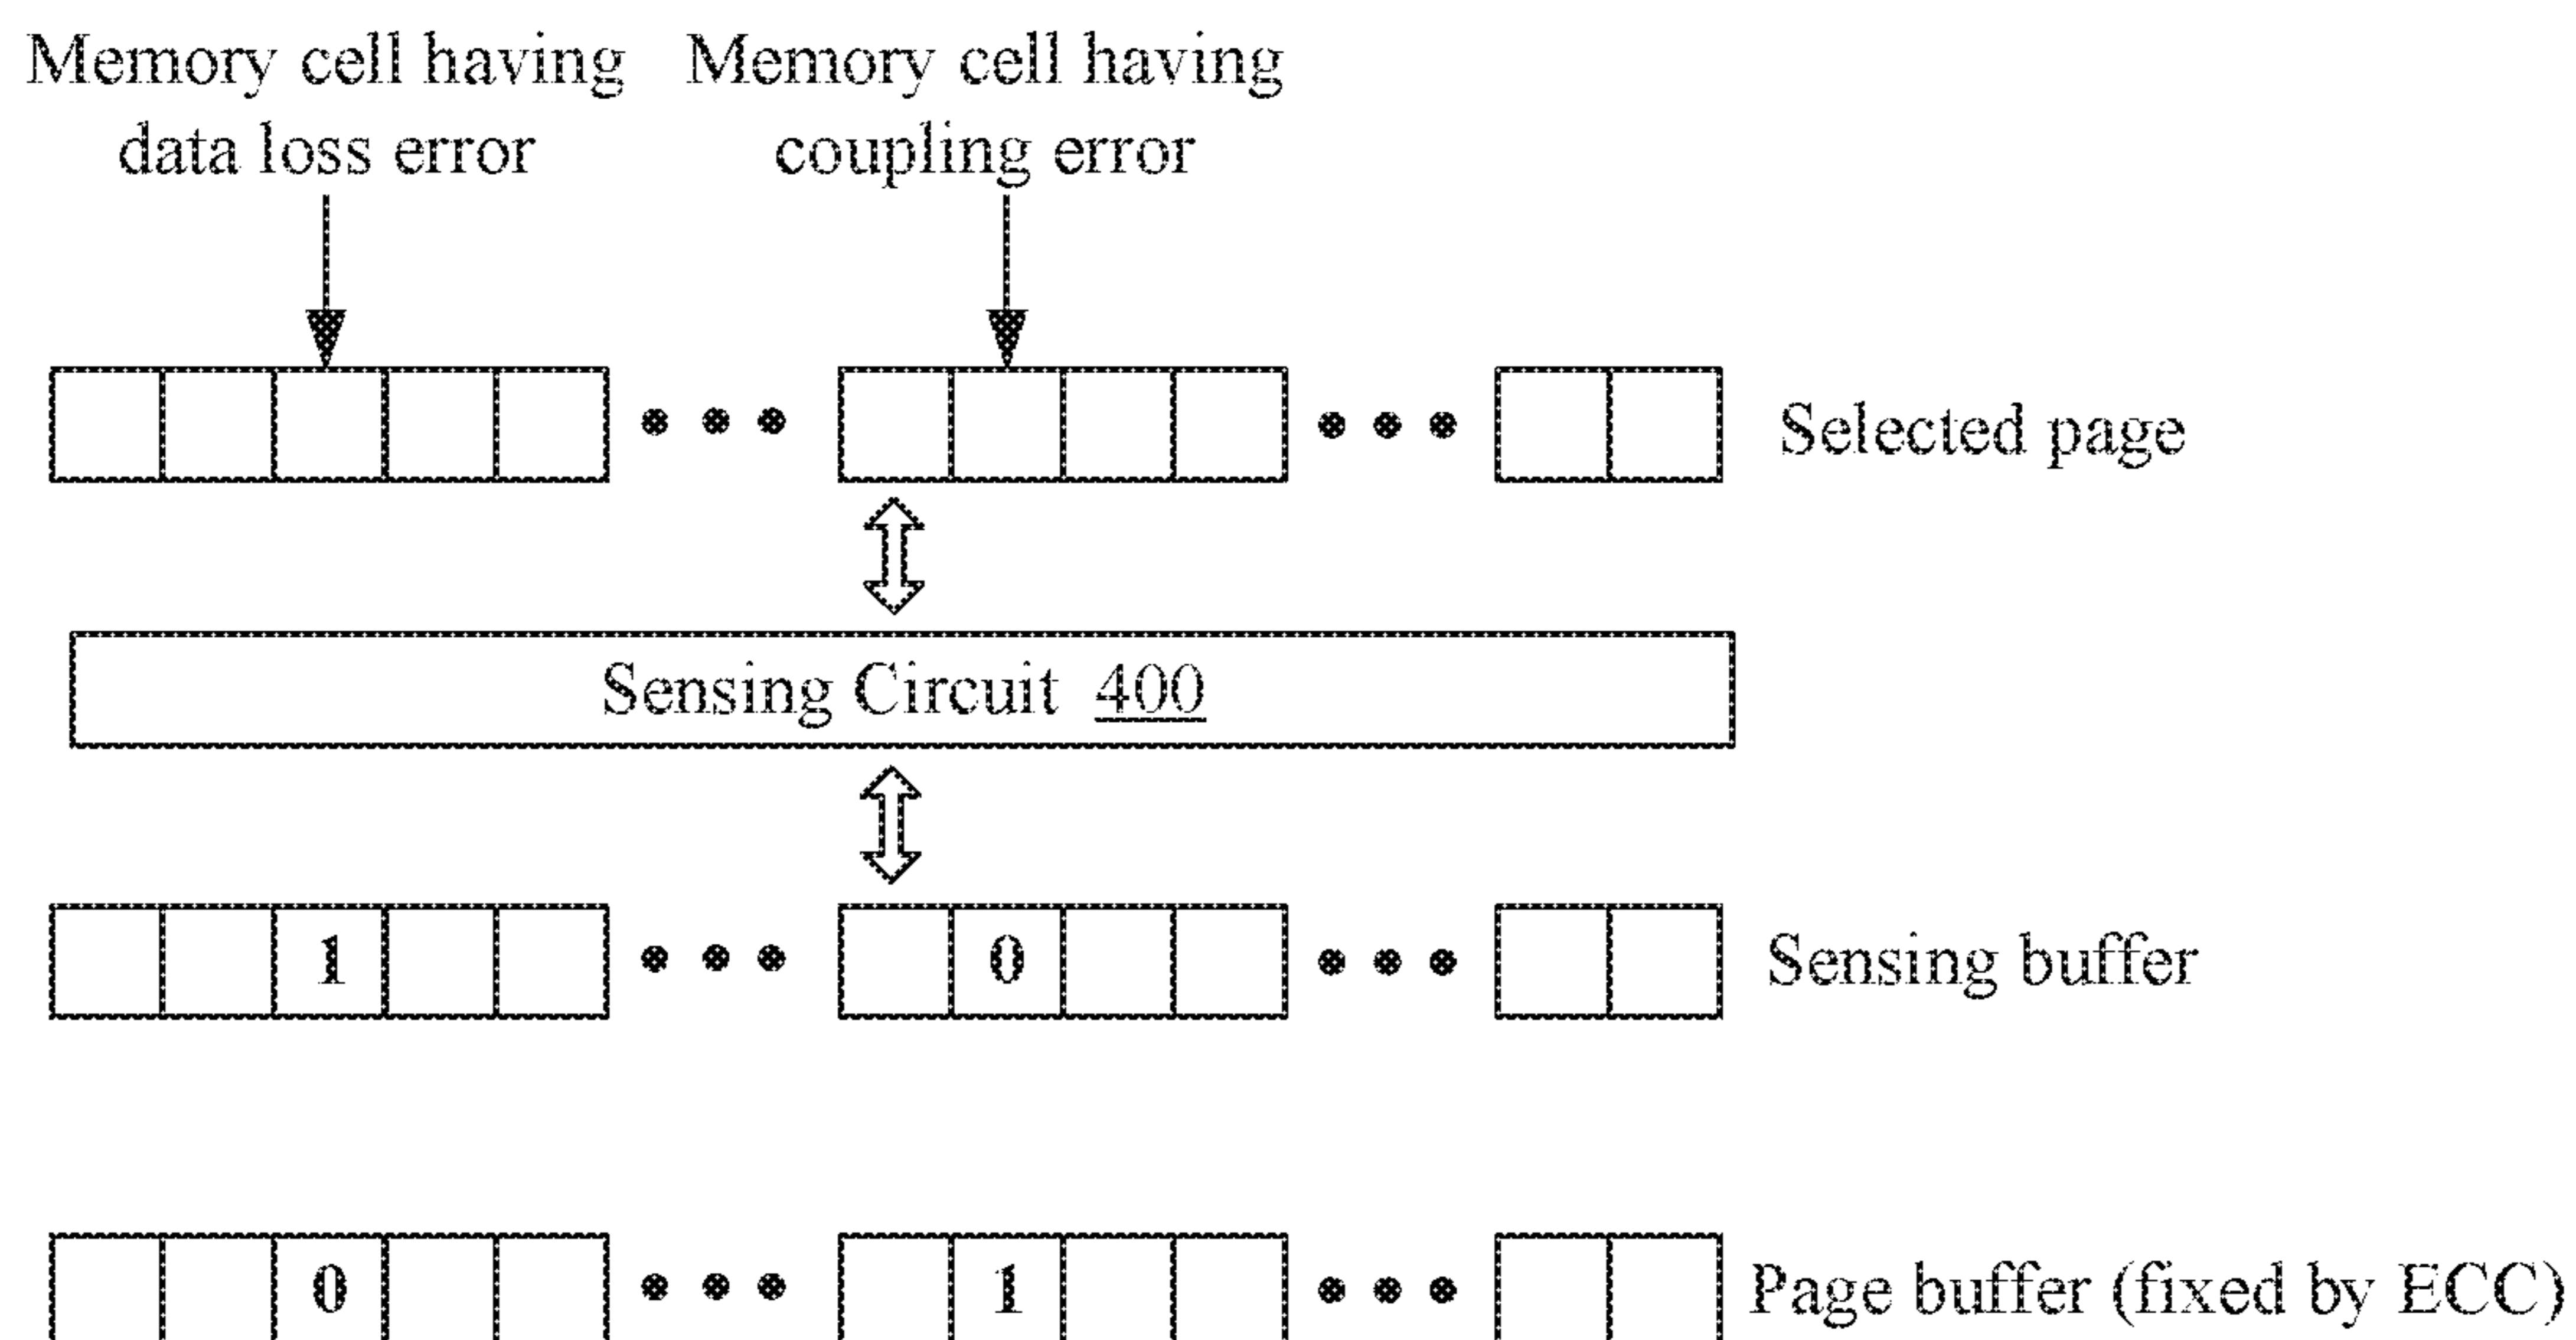 Memory cell having data loss error
Memory cell having coupling error
Selected page
Sensing Circuit 400
1 0 Sensing buffer
0 1 Page buffer (fixed by ECC)